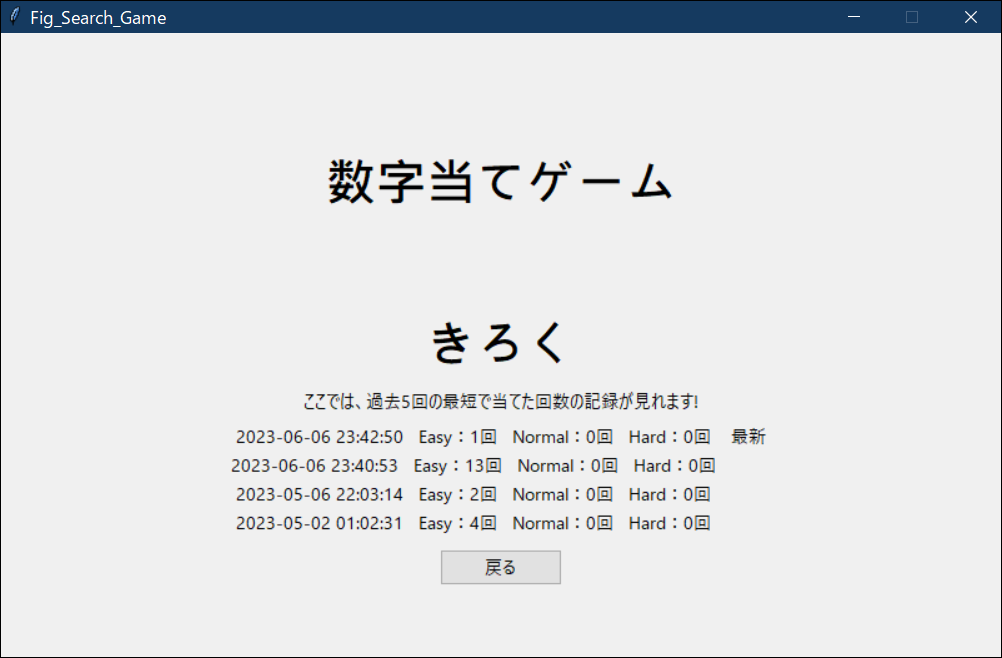 Fig_Search_Game
数字当てゲーム
きろく
ここでは、過去5回の最短で当てた回数の記録が見れます!
2023-06-06 23:42:50 Easy：1回 Normal：0回 Hard：0回 最新
2023-06-06 23:40:53 Easy：13回 Normal：0回 Hard：0回
2023-05-06 22:03:14 Easy：2回 Normal：0回 Hard：0回
2023-05-02 01:02:31 Easy：4回 Normal：0回 Hard：0回
戻る